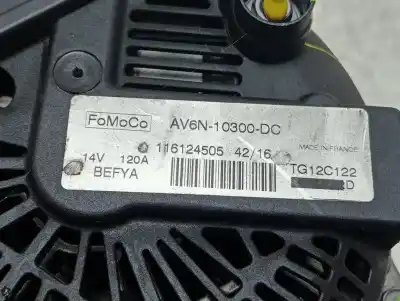 FoMoCo AV6N-10300-DC
116124505 42/16 MADE IN FRANCE
14V 120A TG12C122
BEFYA D